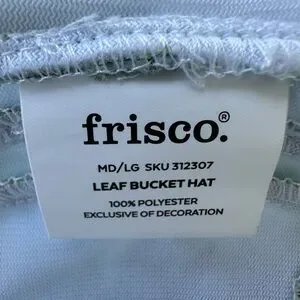 frisco.®
MD/LG SKU 312307
LEAF BUCKET HAT
100% POLYESTER
EXCLUSIVE OF DECORATION